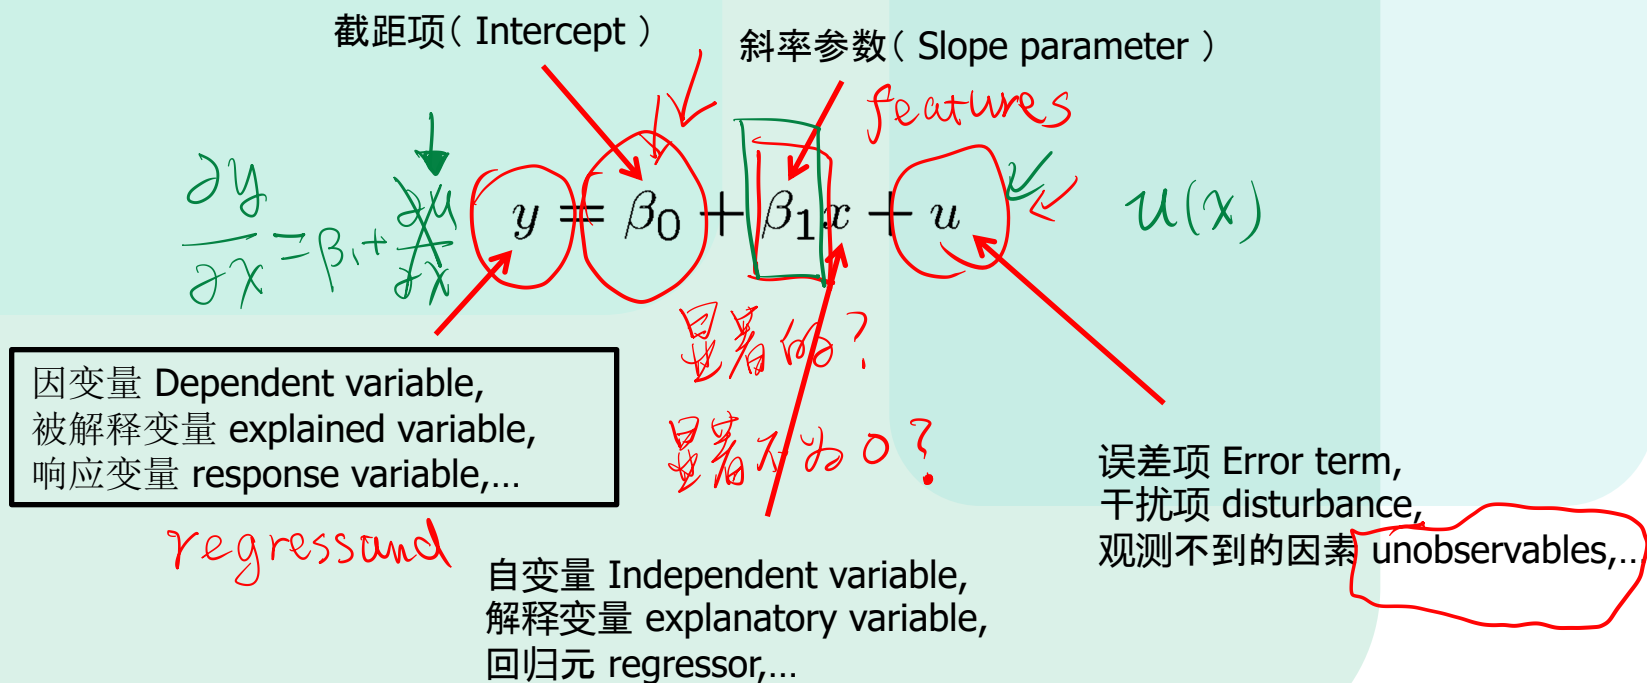 截距项( Intercept )
斜率参数( Slope parameter )
features
∂y/∂x = β₁ + ∂u/∂x
y = β₀ + β₁x + u
u(x)
显著的?
显著不为0?
因变量 Dependent variable,
被解释变量 explained variable,
响应变量 response variable,...
regressand
自变量 Independent variable,
解释变量 explanatory variable,
回归元 regressor,...
误差项 Error term,
干扰项 disturbance,
观测不到的因素 unobservables,...